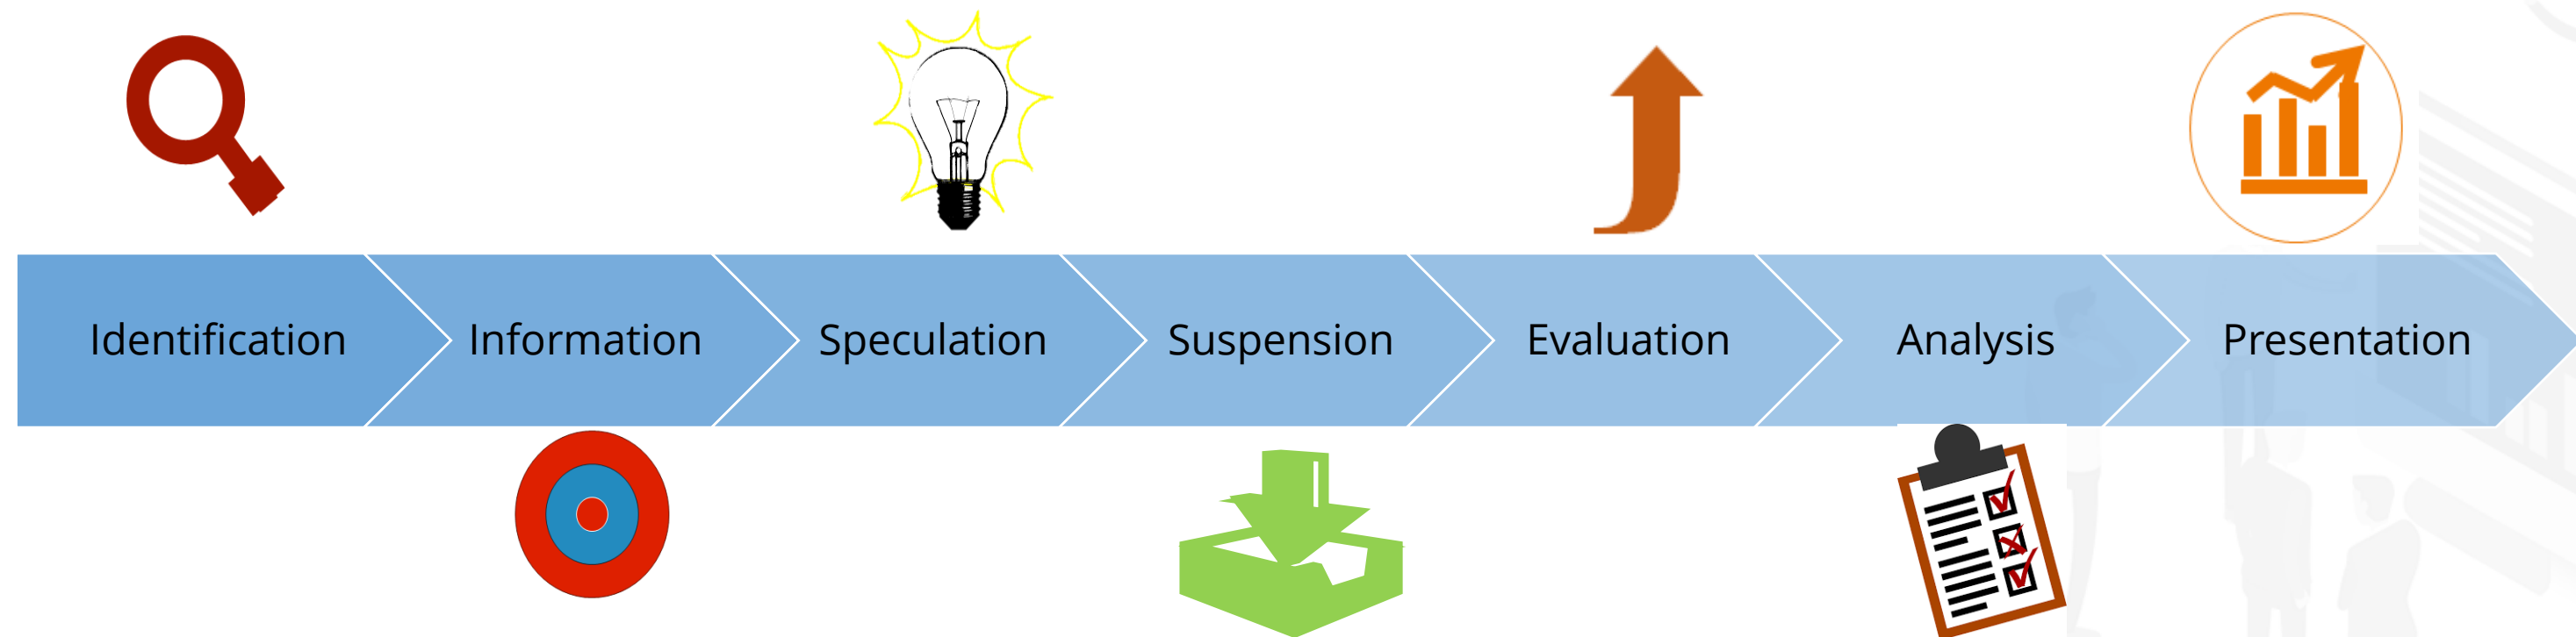 Identification
Information
Speculation
Suspension
Evaluation
Analysis
Presentation